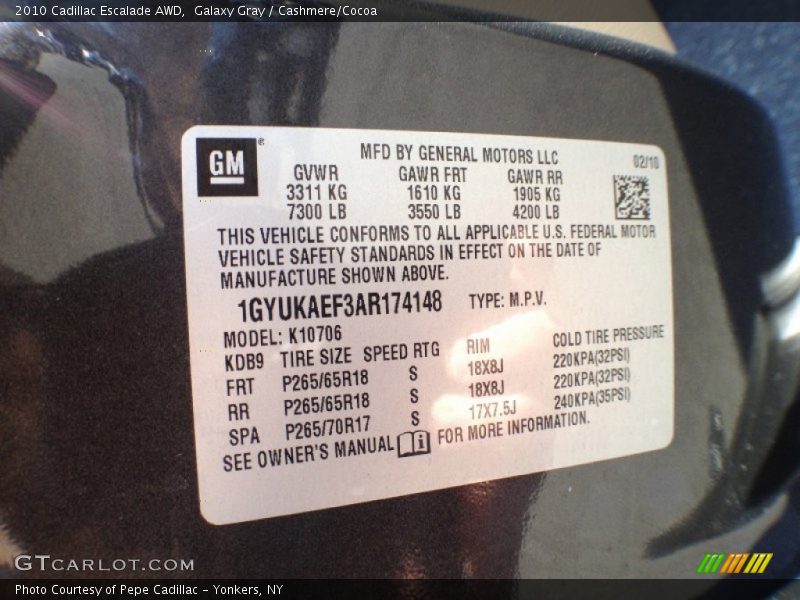 2010 Cadillac Escalade AWD,  Galaxy Gray / Cashmere/Cocoa
GM®
MFD BY GENERAL MOTORS LLC 02/10
GVWR GAWR FRT GAWR RR
3311 KG 1610 KG 1905 KG
7300 LB 3550 LB 4200 LB
THIS VEHICLE CONFORMS TO ALL APPLICABLE U.S. FEDERAL MOTOR
VEHICLE SAFETY STANDARDS IN EFFECT ON THE DATE OF
MANUFACTURE SHOWN ABOVE.
1GYUKAEF3AR174148 TYPE: M.P.V.
MODEL: K10706
KDB9 TIRE SIZE SPEED RTG RIM COLD TIRE PRESSURE
FRT P265/65R18 S 18X8J 220KPA(32PSI)
RR P265/65R18 S 18X8J 220KPA(32PSI)
SPA P265/70R17 S 17X7.5J 240KPA(35PSI)
SEE OWNER'S MANUAL i FOR MORE INFORMATION.
GTCARLOT.COM
Photo Courtesy of Pepe Cadillac – Yonkers, NY